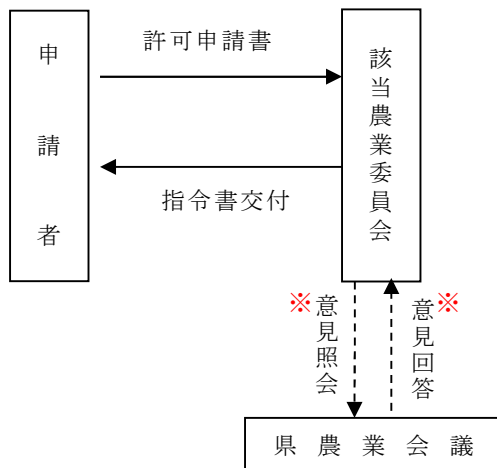 申請者
許可申請書
指令書交付
該当農業委員会
※意見照会
意見回答※
県農業会議